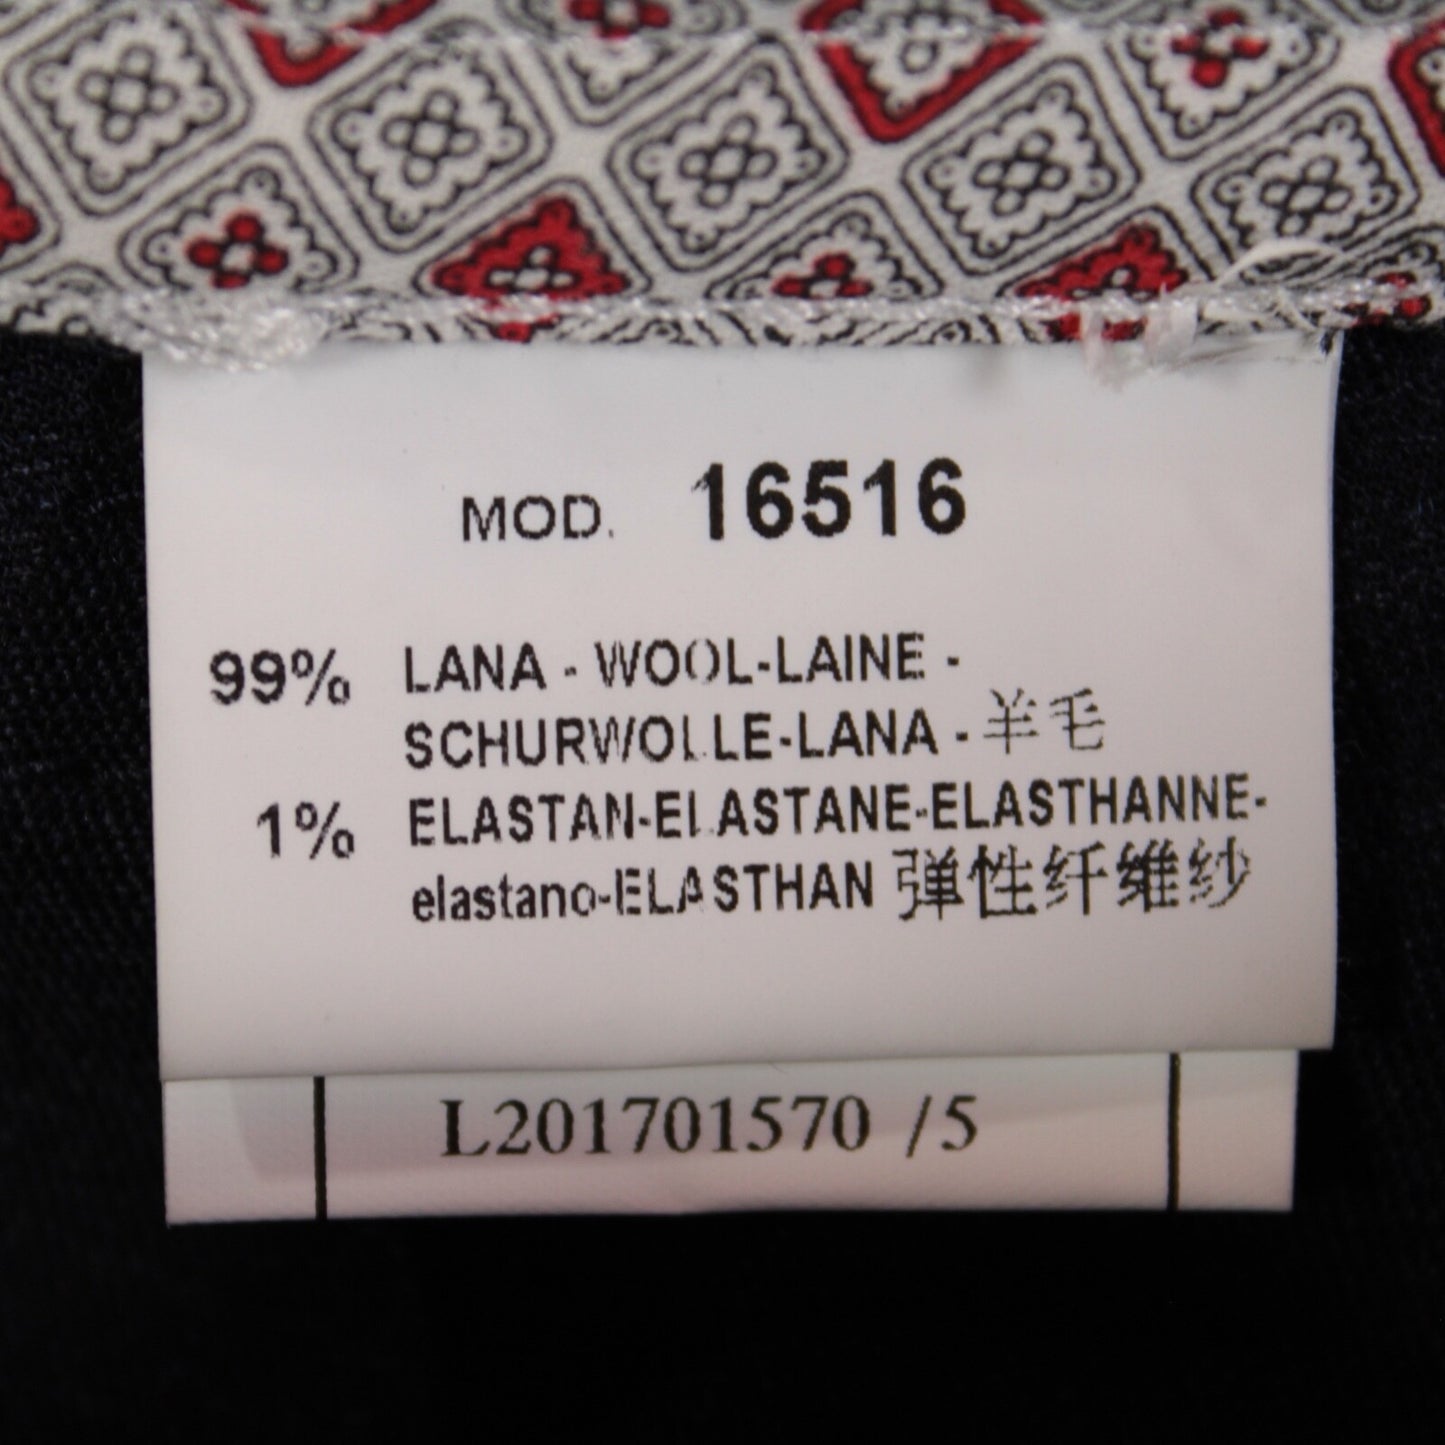 MOD. 16516
99% LANA - WOOL-LAINE -
SCHURWOLLE-LANA - 羊毛
1% ELASTAN-ELASTANE-ELASTHANNE-
elastano-ELASTHAN 弹性纤维纱
L201701570 /5